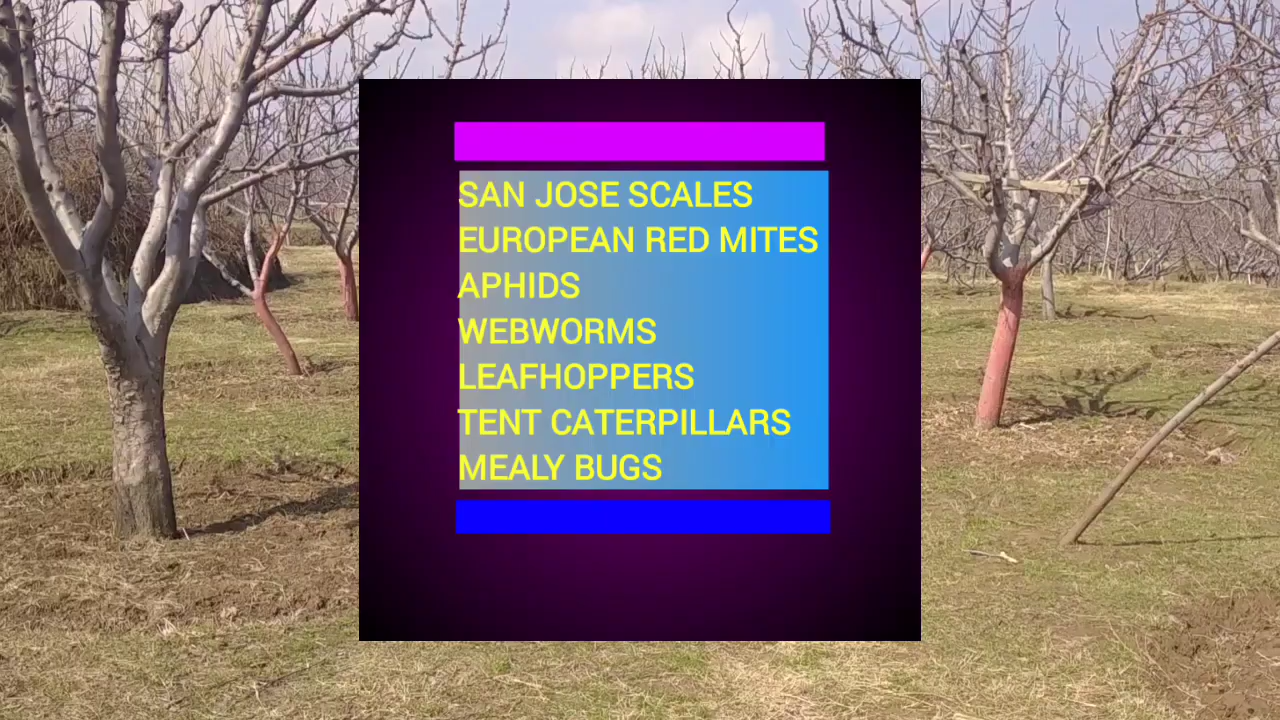 SAN JOSE SCALES
EUROPEAN RED MITES
APHIDS
WEBWORMS
LEAFHOPPERS
TENT CATERPILLARS
MEALY BUGS